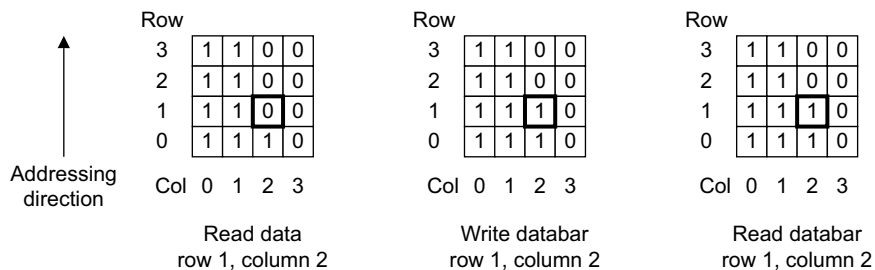 Row Row Row
3 1 1 0 0 3 1 1 0 0 3 1 1 0 0
2 1 1 0 0 2 1 1 0 0 2 1 1 0 0
1 1 1 0 0 1 1 1 1 0 1 1 1 1 0
0 1 1 1 0 0 1 1 1 0 0 1 1 1 0
Addressing
direction
Col 0 1 2 3 Col 0 1 2 3 Col 0 1 2 3
Read data Write databar Read databar
row 1, column 2 row 1, column 2 row 1, column 2